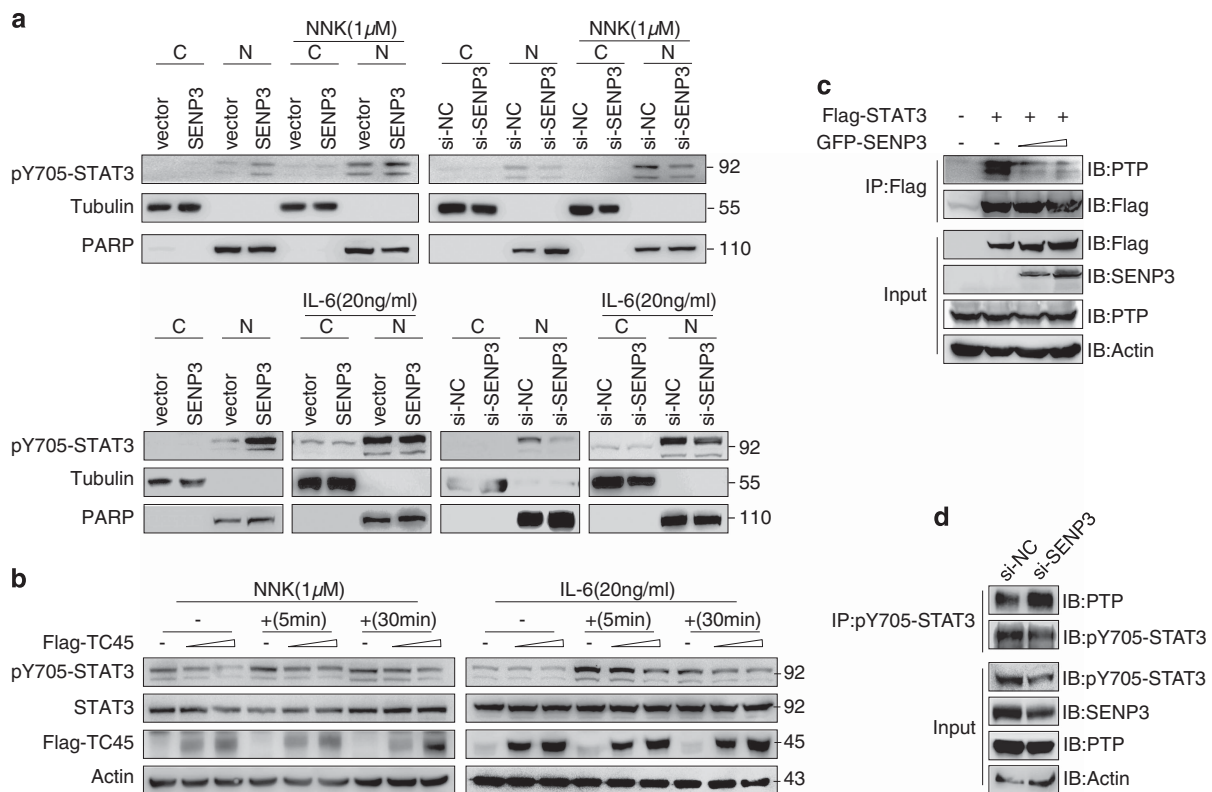 a
NNK(1μM) NNK(1μM)
C N C N C N C N
vector SENP3 vector SENP3 vector SENP3 vector SENP3 si-NC si-SENP3 si-NC si-SENP3 si-NC si-SENP3 si-NC si-SENP3
pY705-STAT3 92
Tubulin 55
PARP 110
IL-6(20ng/ml) IL-6(20ng/ml)
C N C N C N C N
vector SENP3 vector SENP3 vector SENP3 vector SENP3 si-NC si-SENP3 si-NC si-SENP3 si-NC si-SENP3 si-NC si-SENP3
pY705-STAT3 92
Tubulin 55
PARP 110
b
NNK(1μM) IL-6(20ng/ml)
- +(5min) +(30min) - +(5min) +(30min)
Flag-TC45 - - - - - -
pY705-STAT3 92
STAT3 92
Flag-TC45 45
Actin 43
c
Flag-STAT3 - + + +
GFP-SENP3 - -
IP:Flag
IB:PTP
IB:Flag
Input
IB:Flag
IB:SENP3
IB:PTP
IB:Actin
d
si-NC si-SENP3
IP:pY705-STAT3
IB:PTP
IB:pY705-STAT3
Input
IB:pY705-STAT3
IB:SENP3
IB:PTP
IB:Actin